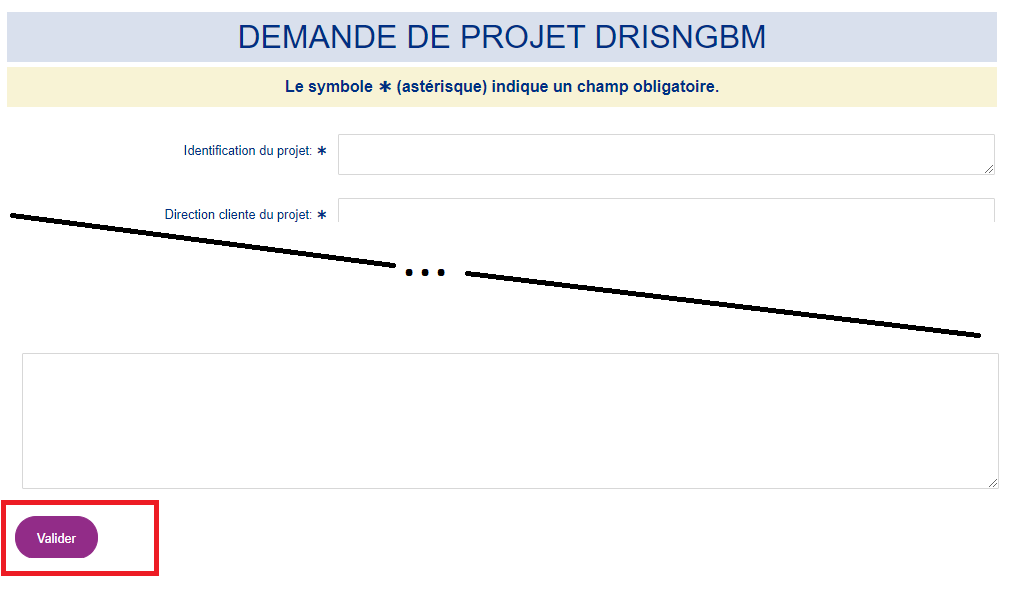 DEMANDE DE PROJET DRISNGBM
Le symbole * (astérisque) indique un champ obligatoire.
Identification du projet: *
Direction cliente du projet: *
...
Valider